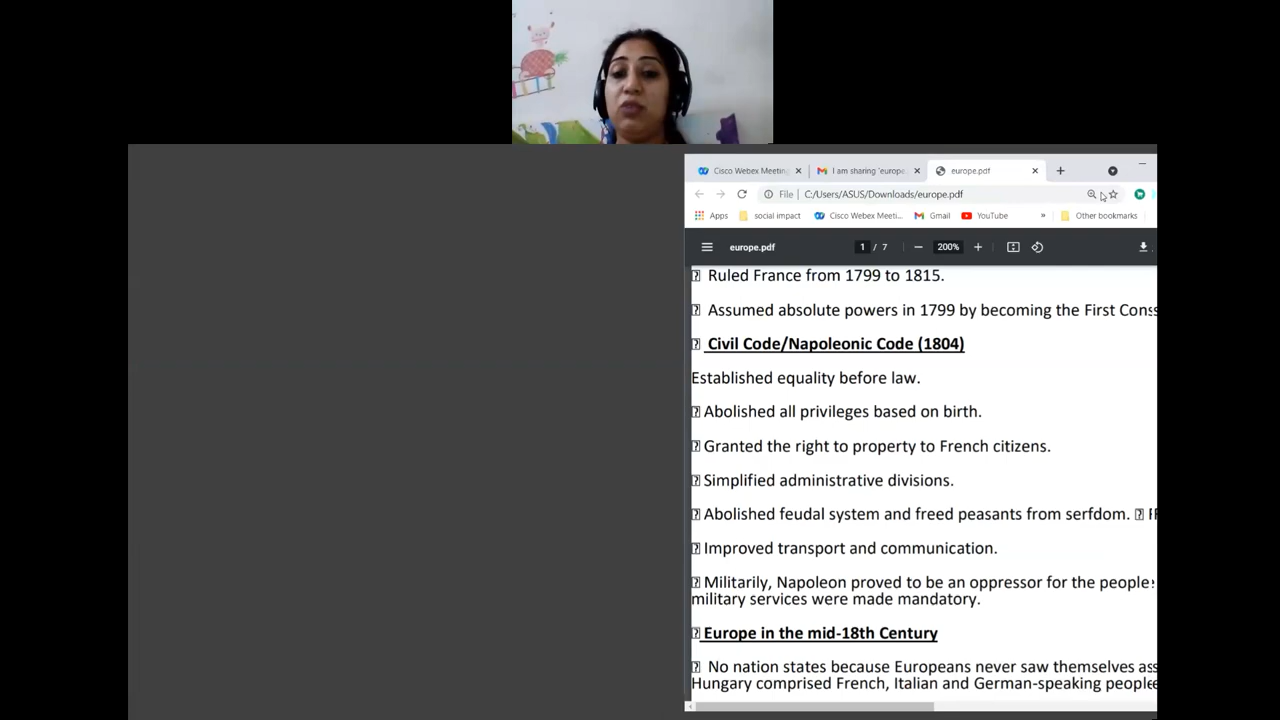 Cisco Webex Meeting
I am sharing 'europe
europe.pdf
File
C:/Users/ASUS/Downloads/europe.pdf
Apps
social impact
Cisco Webex Meeti...
Gmail
YouTube
»
Other bookmarks
europe.pdf
1 / 7
200%
Ruled France from 1799 to 1815.
Assumed absolute powers in 1799 by becoming the First
Civil Code/Napoleonic Code (1804)
Established equality before law.
Abolished all privileges based on birth.
Granted the right to property to French citizens.
Simplified administrative divisions.
Abolished feudal system and freed peasants from serfdom.
Improved transport and communication.
Militarily, Napoleon proved to be an oppressor for the people
military services were made mandatory.
Europe in the mid-18th Century
No nation states because Europeans never saw themselves as
Hungary comprised French, Italian and German-speaking people